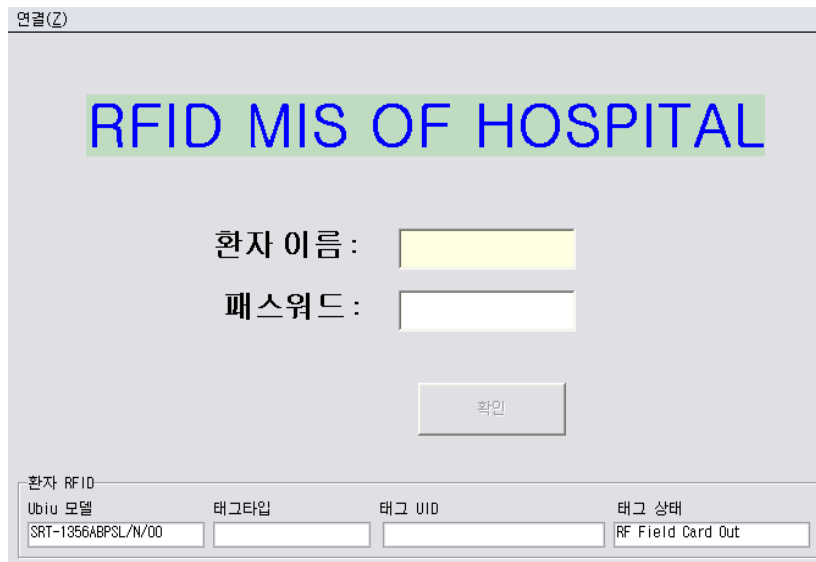 연결(Z)
RFID MIS OF HOSPITAL
환자 이름 :
패스워드 :
확인
환자 RFID
Ubiu 모델 태그타입 태그 UID 태그 상태
SRT-1356ABPSL/N/00 RF Field Card Out